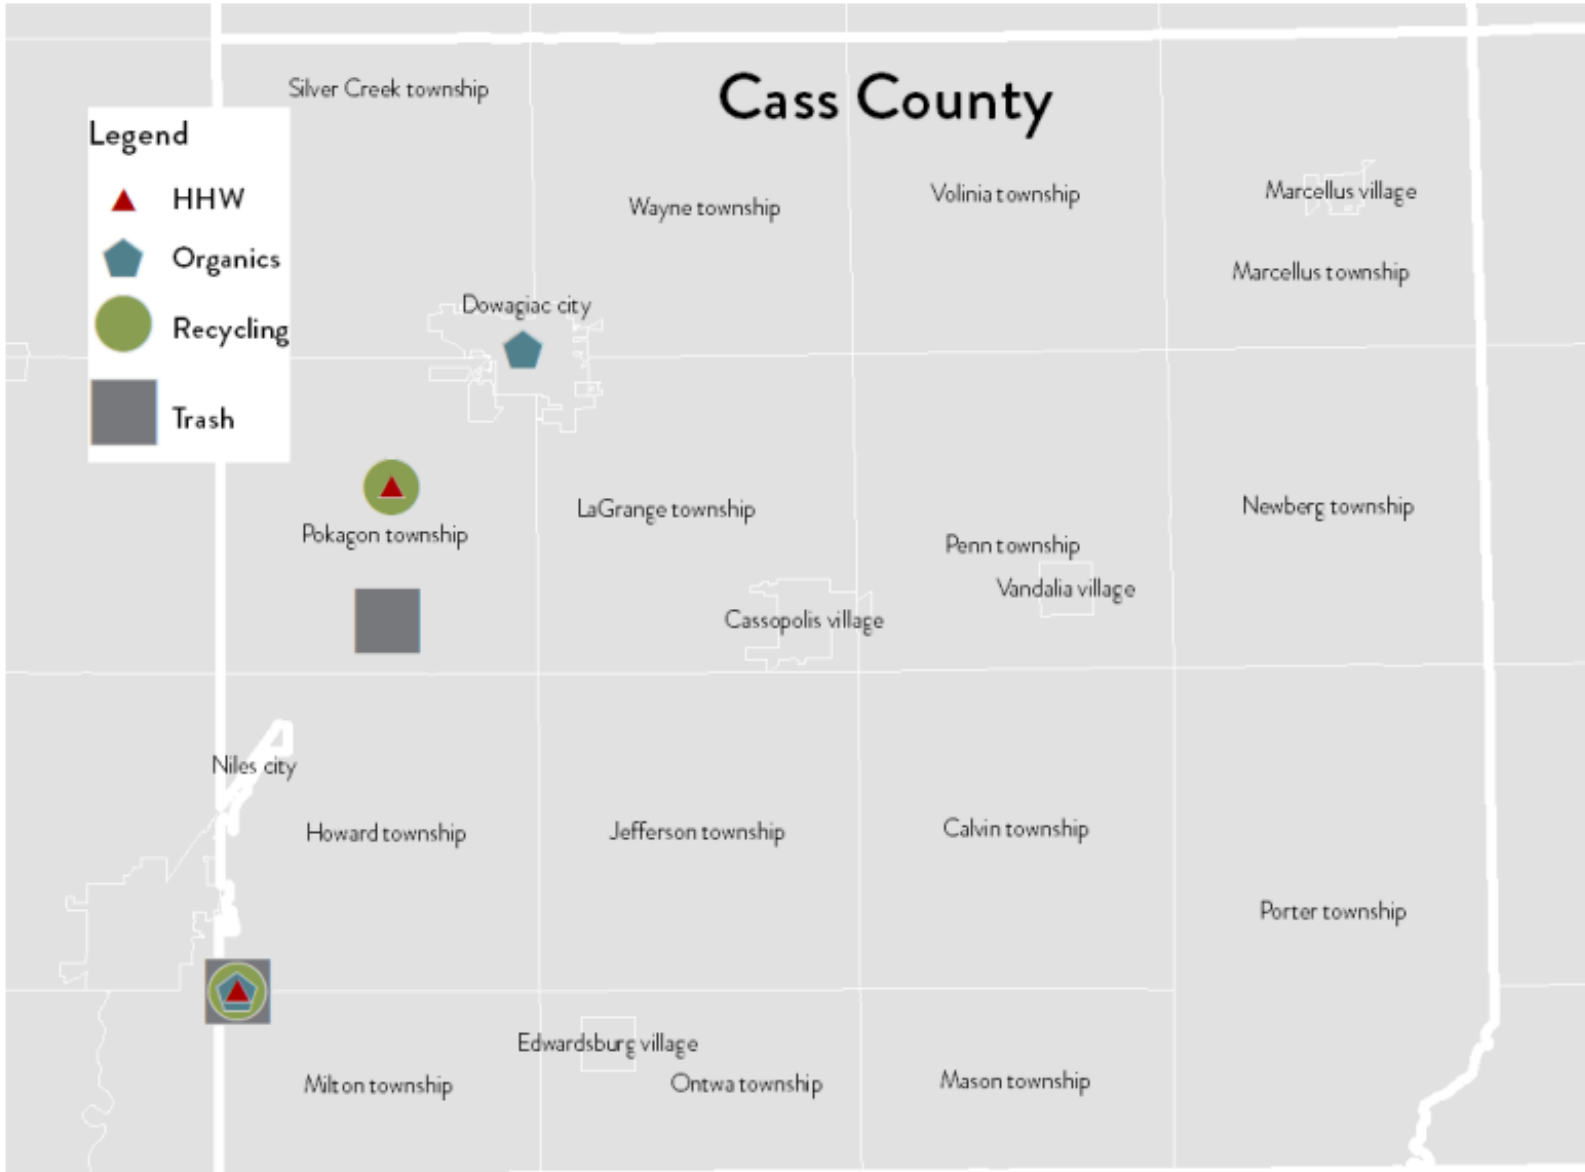 Cass County
Silver Creek township
Legend
HHW
Organics
Recycling
Trash
Wayne township
Volinia township
Marcellus village
Marcellus township
Dowagiac city
Pokagon township
LaGrange township
Penn township
Newberg township
Vandalia village
Cassopolis village
Niles city
Howard township
Jefferson township
Calvin township
Porter township
Edwardsburg village
Milton township
Ontwa township
Mason township